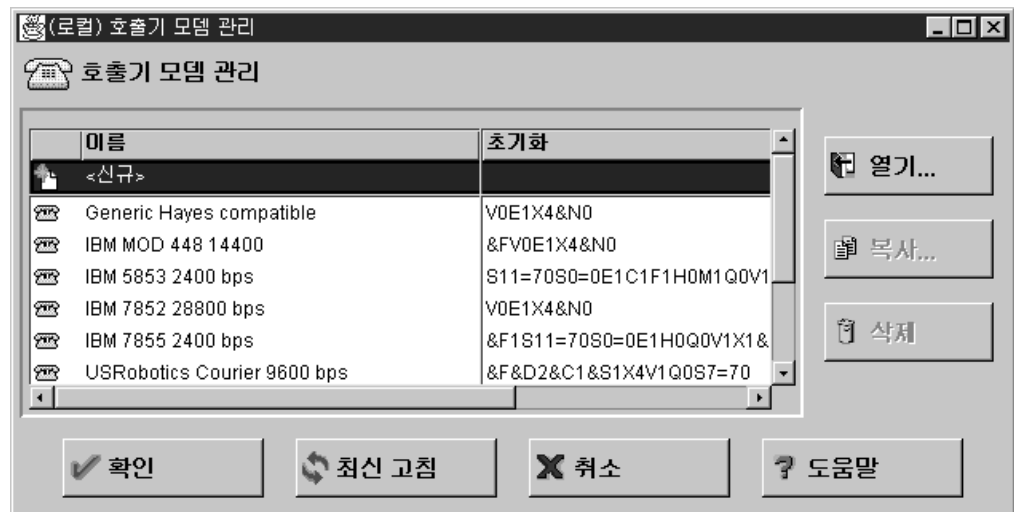 (로컬) 호출기 모뎀 관리
호출기 모뎀 관리
이름 초기화
<신규>
Generic Hayes compatible V0E1X4&N0
IBM MOD 448 14400 &FV0E1X4&N0
IBM 5853 2400 bps S11=70S0=0E1C1F1H0M1Q0V1
IBM 7852 28800 bps V0E1X4&N0
IBM 7855 2400 bps &F1S11=70S0=0E1H0Q0V1X1&
USRobotics Courier 9600 bps &F&D2&C1&S1X4V1Q0S7=70
열기...
복사...
삭제
확인 최신 고침 취소 도움말